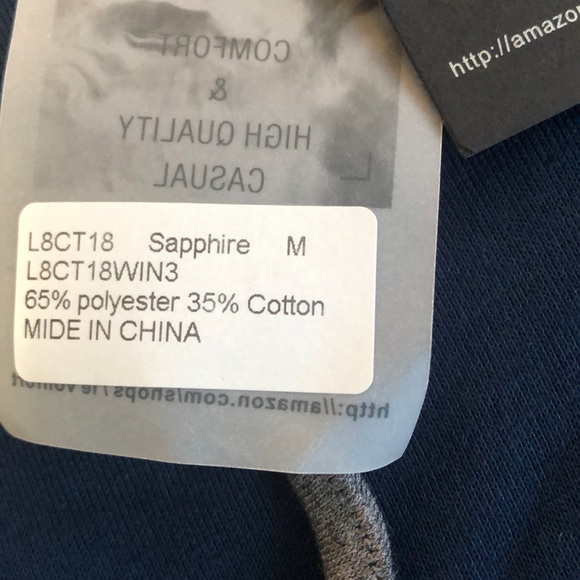 COMFORT
&
HIGH QUALITY
CASUAL
http://amazon
L8CT18 Sapphire M
L8CT18WIN3
65% polyester 35% Cotton
MIDE IN CHINA
http://amazon.com/shops/